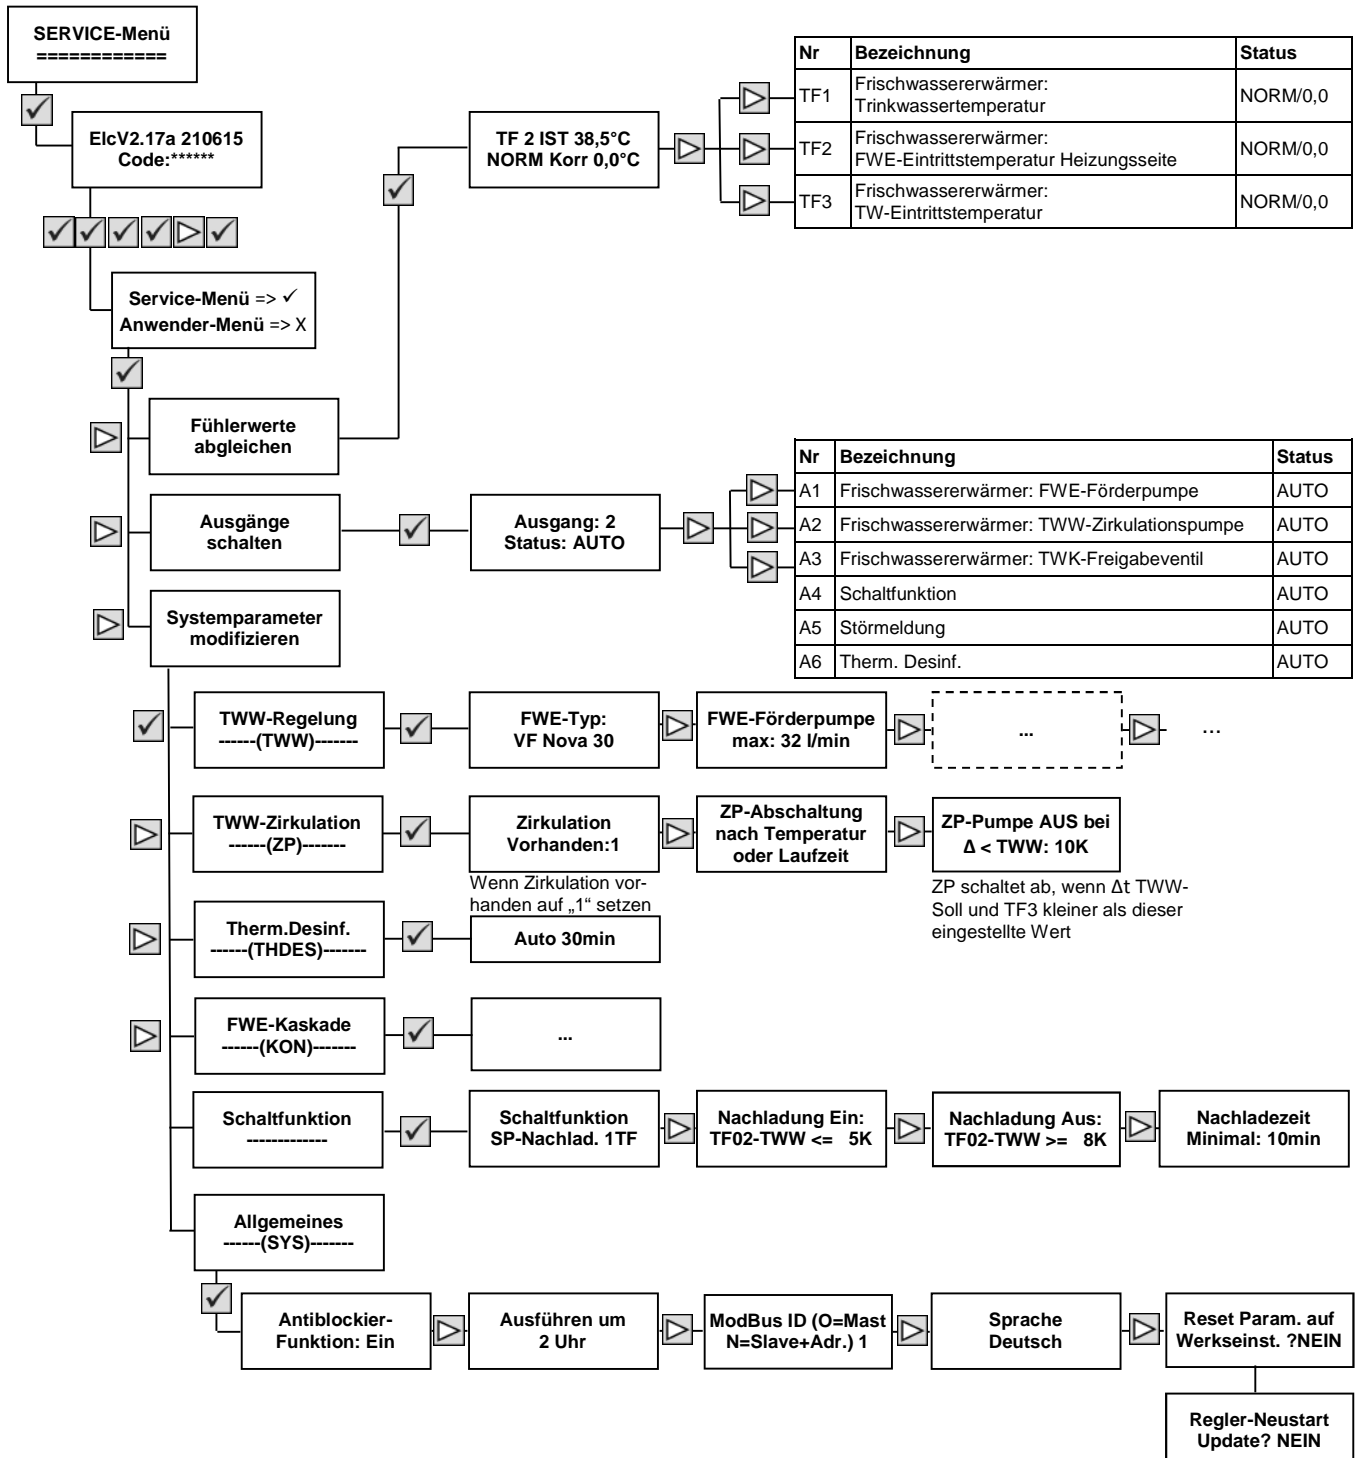 SERVICE-Menü
============
ElcV2.17a 210615
Code:******
Service-Menü => ✓
Anwender-Menü => X
Fühlerwerte
abgleichen
TF 2 IST 38,5°C
NORM Korr 0,0°C
Nr Bezeichnung Status
TF1 Frischwassererwärmer:
Trinkwassertemperatur NORM/0,0
TF2 Frischwassererwärmer:
FWE-Eintrittstemperatur Heizungsseite NORM/0,0
TF3 Frischwassererwärmer:
TW-Eintrittstemperatur NORM/0,0
Ausgänge
schalten
Ausgang: 2
Status: AUTO
Nr Bezeichnung Status
A1 Frischwassererwärmer: FWE-Förderpumpe AUTO
A2 Frischwassererwärmer: TWW-Zirkulationspumpe AUTO
A3 Frischwassererwärmer: TWK-Freigabeventil AUTO
A4 Schaltfunktion AUTO
A5 Störmeldung AUTO
A6 Therm. Desinf. AUTO
Systemparameter
modifizieren
TWW-Regelung
------(TWW)-------
FWE-Typ:
VF Nova 30
FWE-Förderpumpe
max: 32 l/min
...
...
TWW-Zirkulation
------(ZP)-------
Zirkulation
Vorhanden:1
Wenn Zirkulation vor-
handen auf „1" setzen
ZP-Abschaltung
nach Temperatur
oder Laufzeit
ZP-Pumpe AUS bei
Δ < TWW: 10K
ZP schaltet ab, wenn Δt TWW-
Soll und TF3 kleiner als dieser
eingestellte Wert
Therm.Desinf.
------(THDES)-------
Auto 30min
FWE-Kaskade
------(KON)-------
...
Schaltfunktion
-------------
Schaltfunktion
SP-Nachlad. 1TF
Nachladung Ein:
TF02-TWW <= 5K
Nachladung Aus:
TF02-TWW >= 8K
Nachladezeit
Minimal: 10min
Allgemeines
------(SYS)-------
Antiblockier-
Funktion: Ein
Ausführen um
2 Uhr
ModBus ID (O=Mast
N=Slave+Adr.) 1
Sprache
Deutsch
Reset Param. auf
Werkseinst. ?NEIN
Regler-Neustart
Update? NEIN